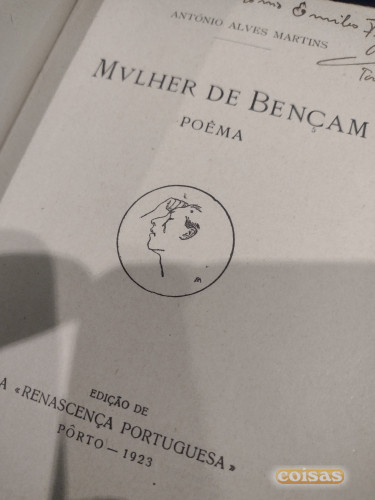 ANTÓNIO ALVES MARTINS
MVLHER DE BENÇAM
POÊMA
EDIÇÃO DE
A «RENASCENÇA PORTUGUESA»
PÔRTO — 1923
coisas